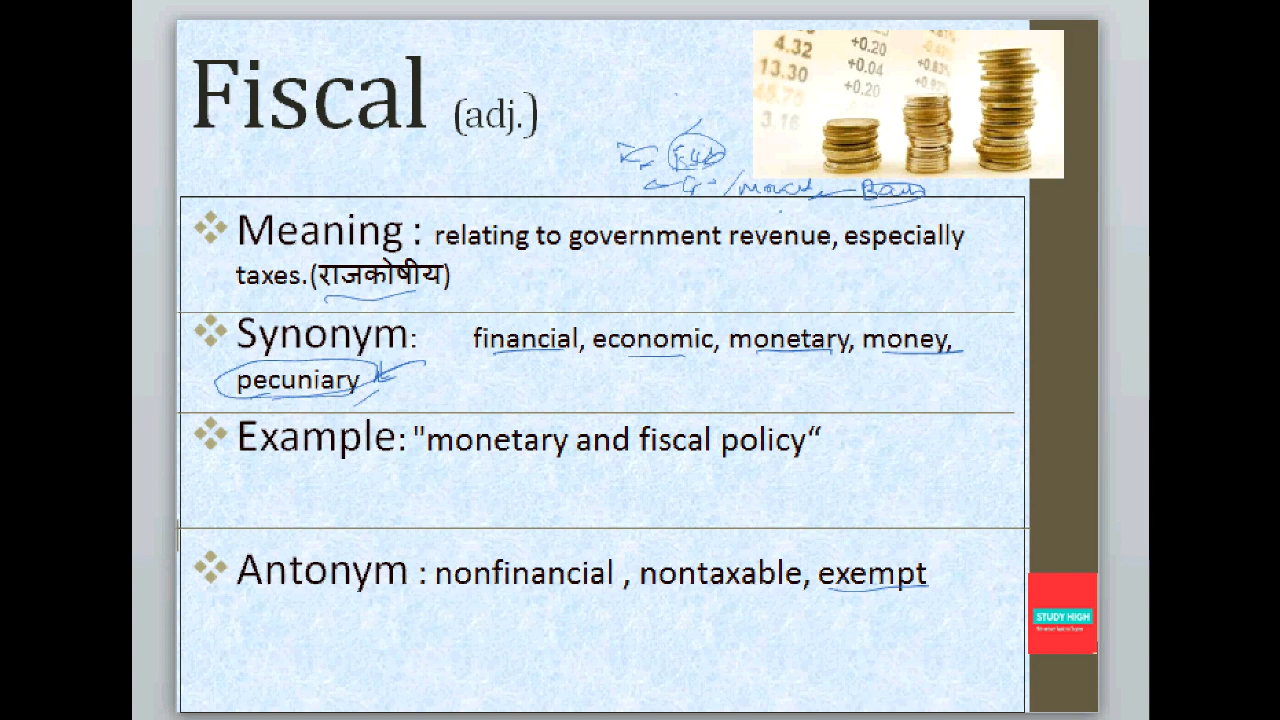 Fiscal (adj.)
4.32
+0.20
13.30
+0.04
+0.20
3.16
Meaning : relating to government revenue, especially
taxes.(राजकोषीय)
Synonym: financial, economic, monetary, money,
pecuniary
Example: "monetary and fiscal policy“
Antonym : nonfinancial , nontaxable, exempt
STUDY HIGH